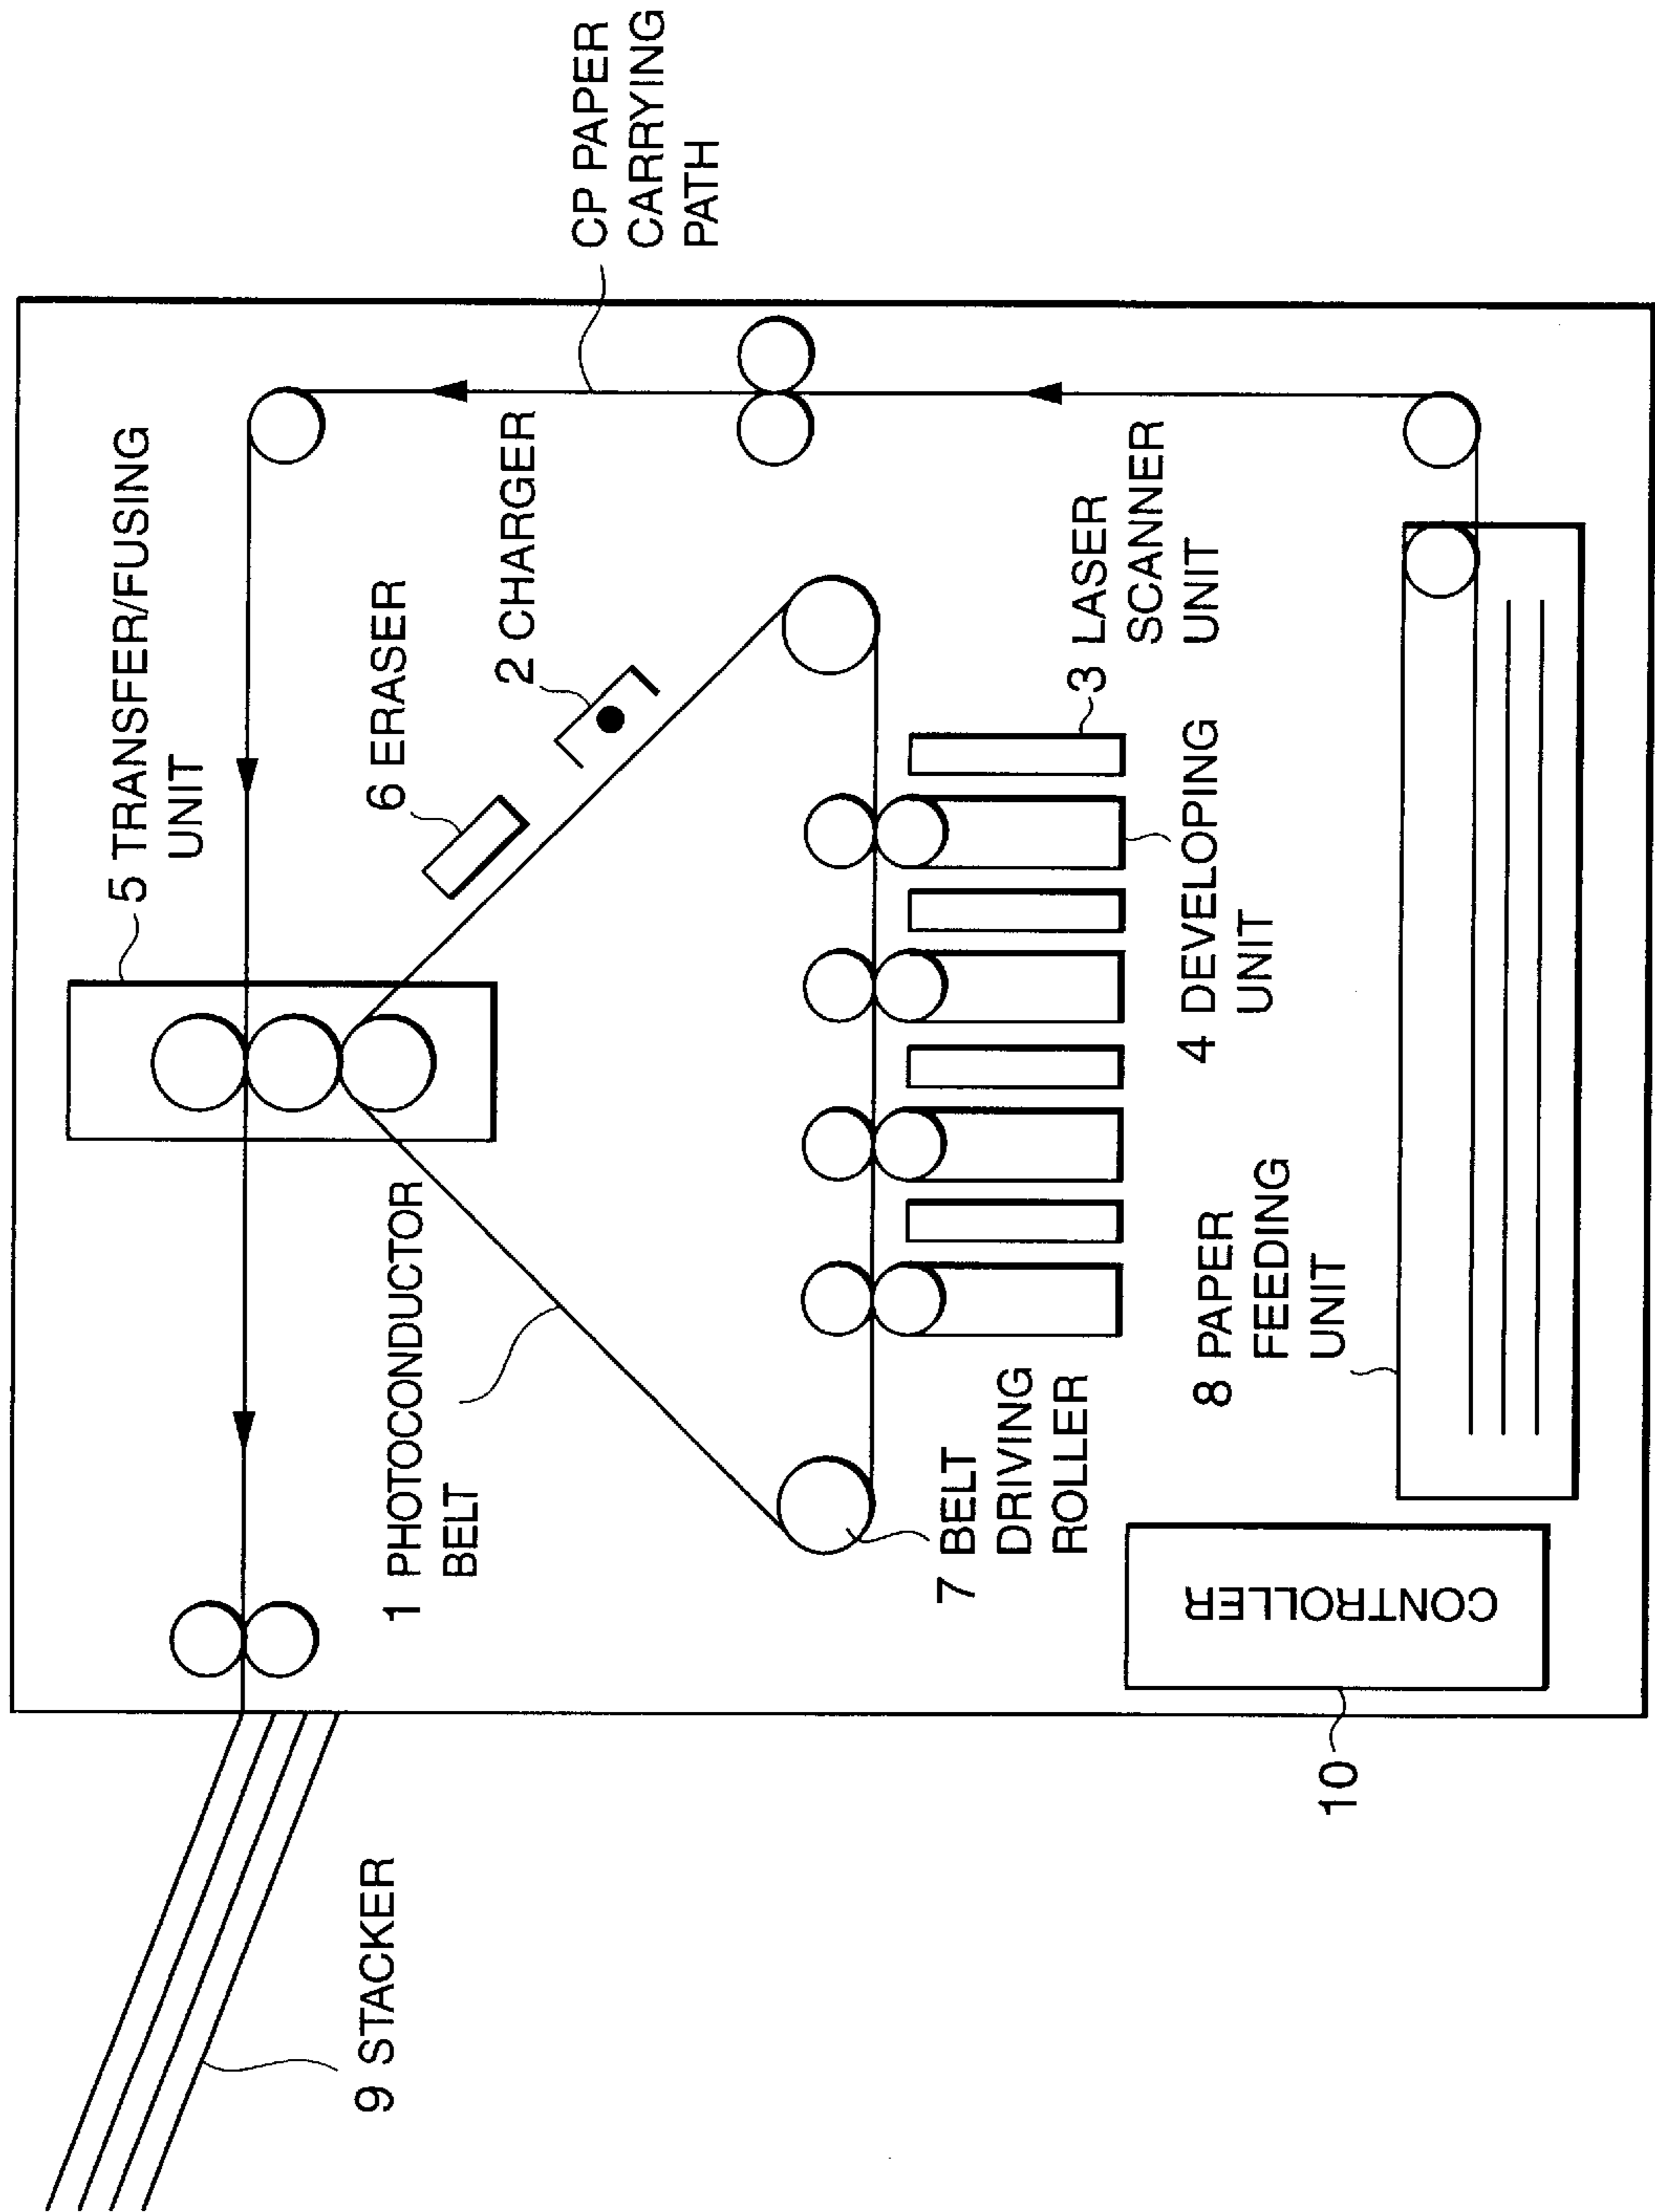 CP PAPER
CARRYING
PATH
5 TRANSFER/FUSING
UNIT
6 ERASER
2 CHARGER
3 LASER
SCANNER
UNIT
4 DEVELOPING
UNIT
1 PHOTOCONDUCTOR
BELT
7 BELT
DRIVING
ROLLER
8 PAPER
FEEDING
UNIT
CONTROLLER
10
9 STACKER